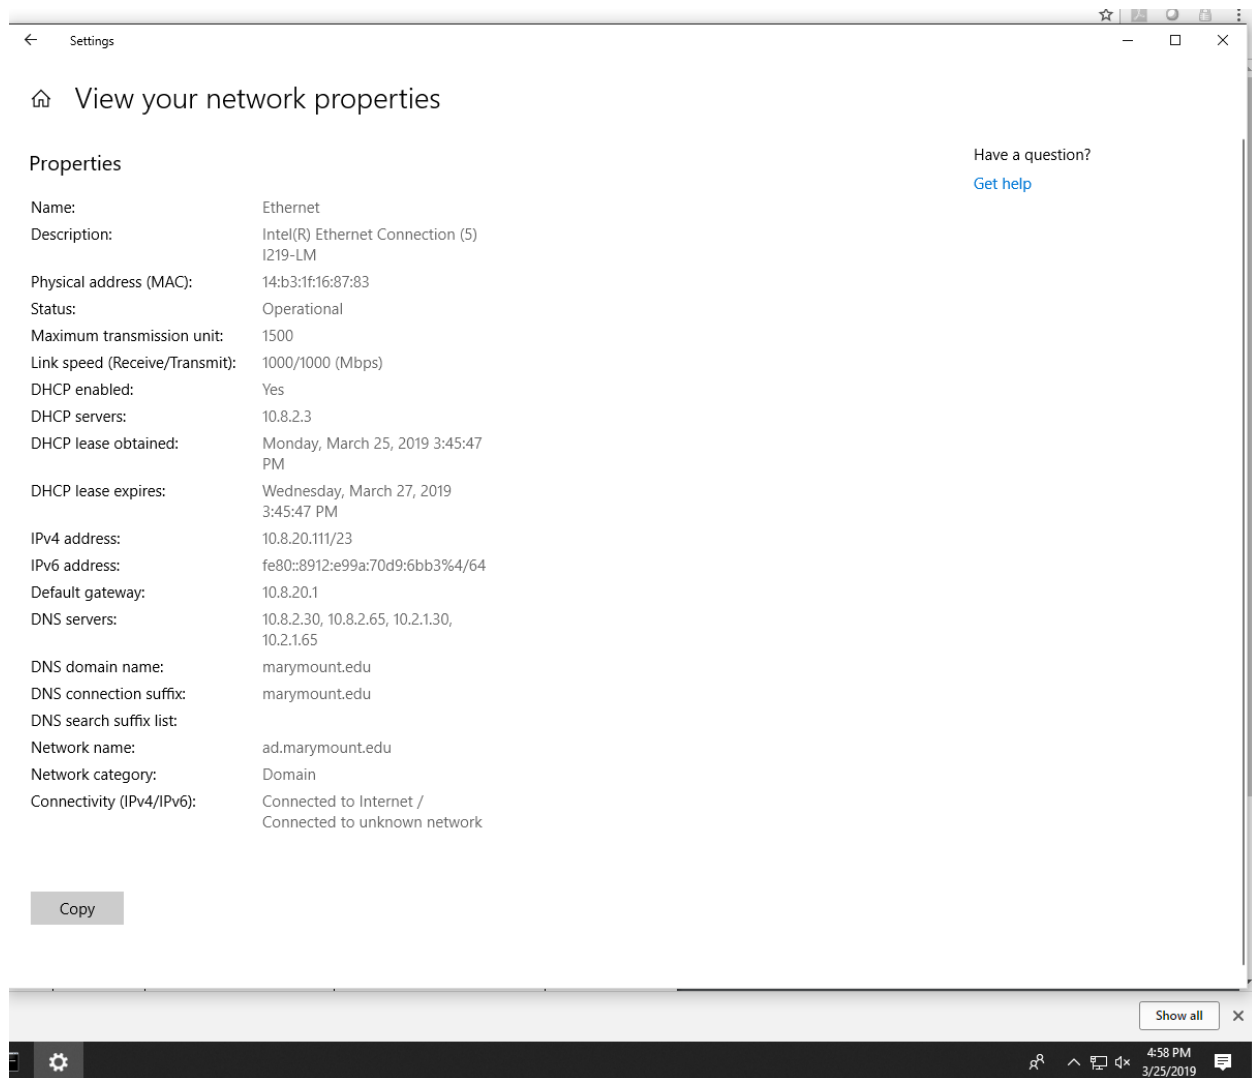 Settings
View your network properties
Properties
Have a question?
Get help
Name: Ethernet
Description: Intel(R) Ethernet Connection (5)
I219-LM
Physical address (MAC): 14:b3:1f:16:87:83
Status: Operational
Maximum transmission unit: 1500
Link speed (Receive/Transmit): 1000/1000 (Mbps)
DHCP enabled: Yes
DHCP servers: 10.8.2.3
DHCP lease obtained: Monday, March 25, 2019 3:45:47
PM
DHCP lease expires: Wednesday, March 27, 2019
3:45:47 PM
IPv4 address: 10.8.20.111/23
IPv6 address: fe80::8912:e99a:70d9:6bb3%4/64
Default gateway: 10.8.20.1
DNS servers: 10.8.2.30, 10.8.2.65, 10.2.1.30,
10.2.1.65
DNS domain name: marymount.edu
DNS connection suffix: marymount.edu
DNS search suffix list:
Network name: ad.marymount.edu
Network category: Domain
Connectivity (IPv4/IPv6): Connected to Internet /
Connected to unknown network
Copy
Show all
4:58 PM
3/25/2019